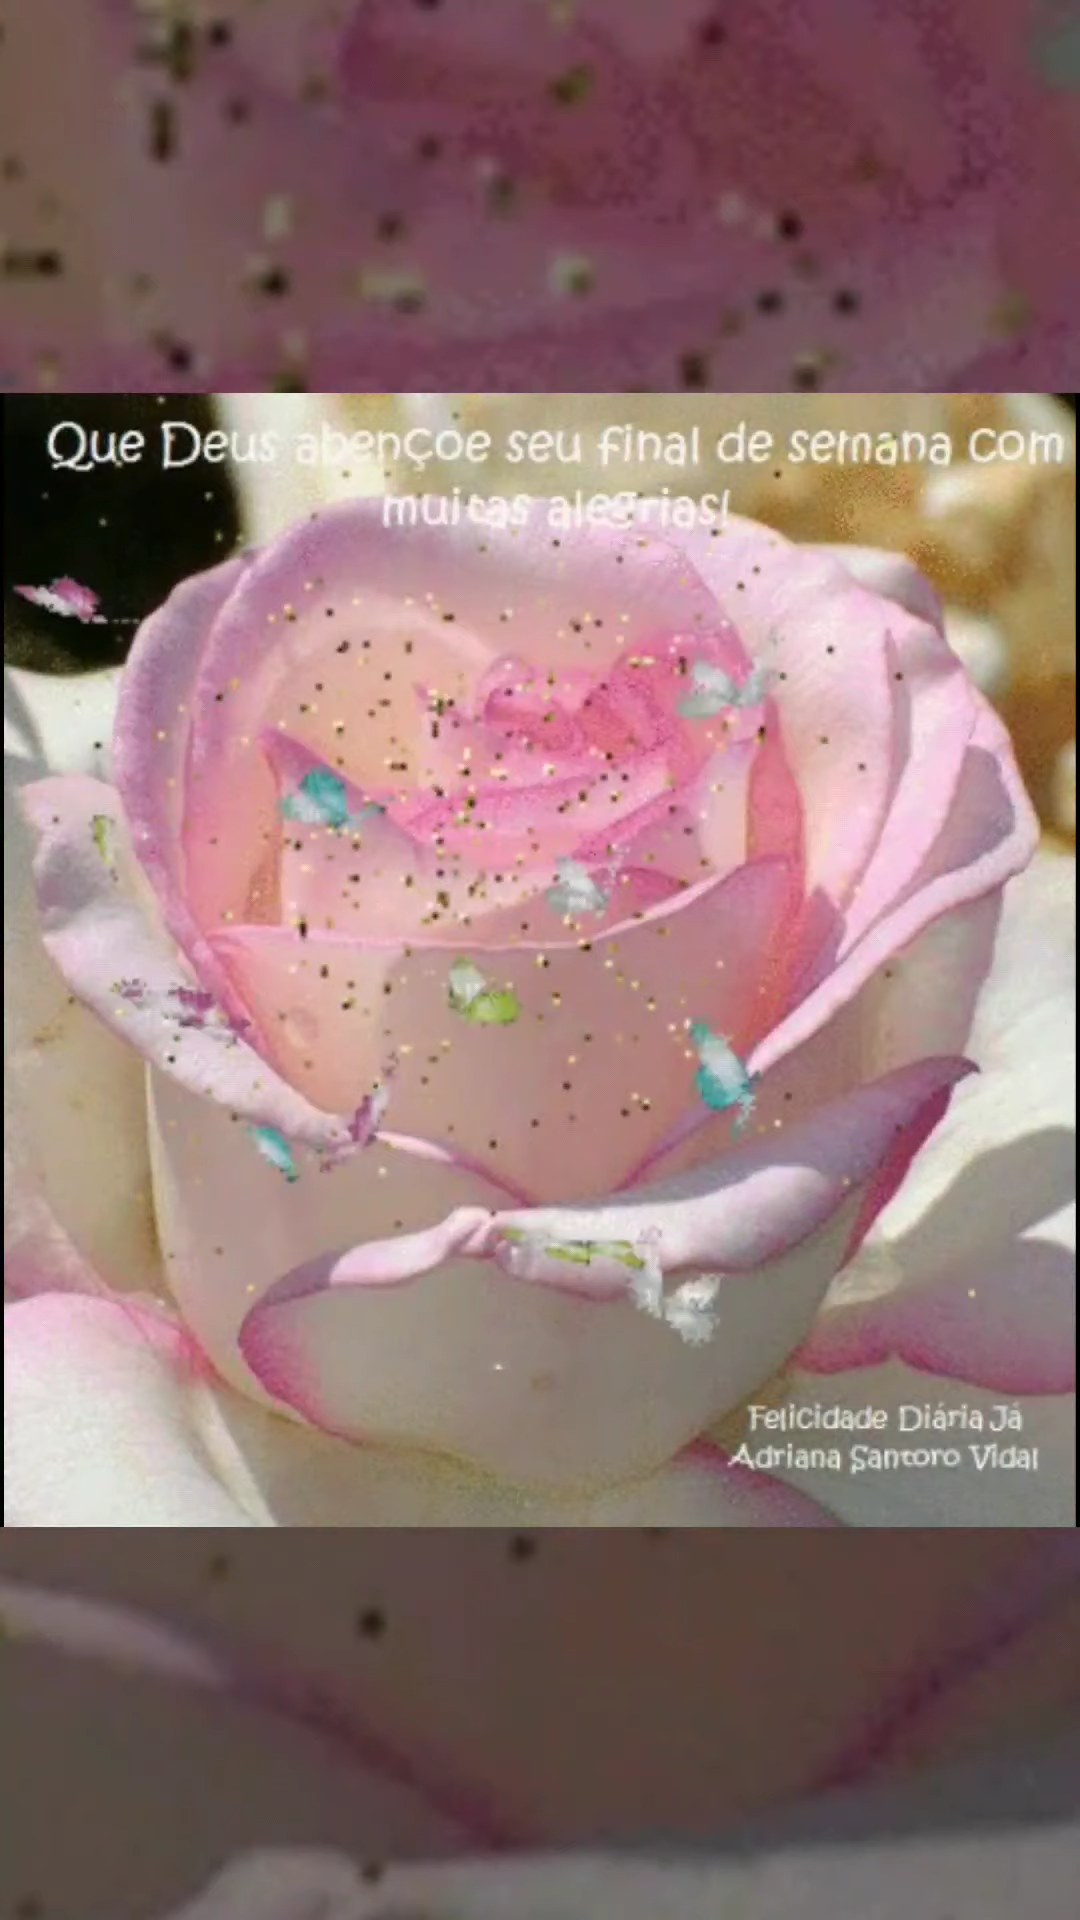 Que Deus abençoe seu final de semana com
muitas alegrias!
Felicidade Diária Já
Adriana Santoro Vidal